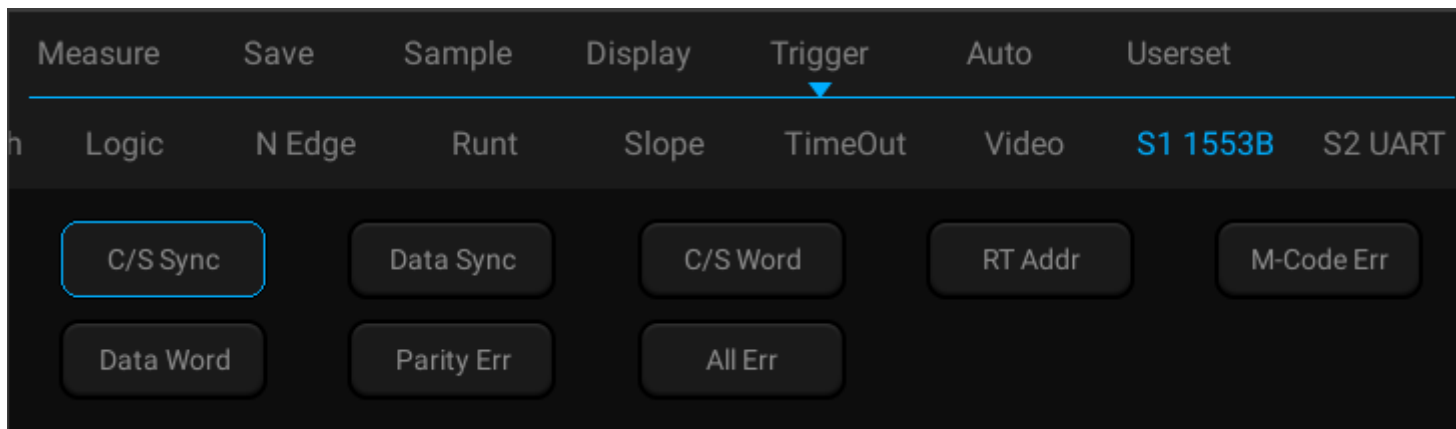 Measure Save Sample Display Trigger Auto Userset
h Logic N Edge Runt Slope TimeOut Video S1 1553B S2 UART
C/S Sync Data Sync C/S Word RT Addr M-Code Err
Data Word Parity Err All Err